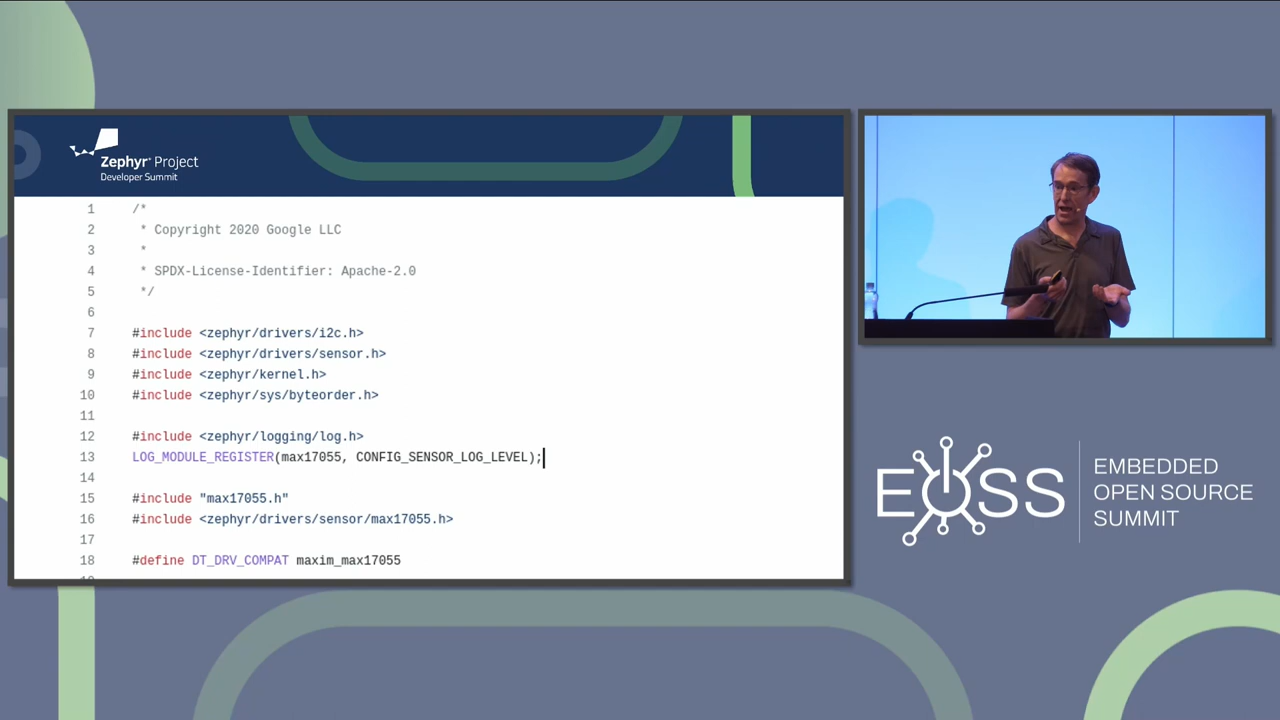 Zephyr® Project
Developer Summit
1 /*
2 * Copyright 2020 Google LLC
3 *
4 * SPDX-License-Identifier: Apache-2.0
5 */
6
7 #include <zephyr/drivers/i2c.h>
8 #include <zephyr/drivers/sensor.h>
9 #include <zephyr/kernel.h>
10 #include <zephyr/sys/byteorder.h>
11
12 #include <zephyr/logging/log.h>
13 LOG_MODULE_REGISTER(max17055, CONFIG_SENSOR_LOG_LEVEL);
14
15 #include "max17055.h"
16 #include <zephyr/drivers/sensor/max17055.h>
17
18 #define DT_DRV_COMPAT maxim_max17055
EOSS
EMBEDDED
OPEN SOURCE
SUMMIT